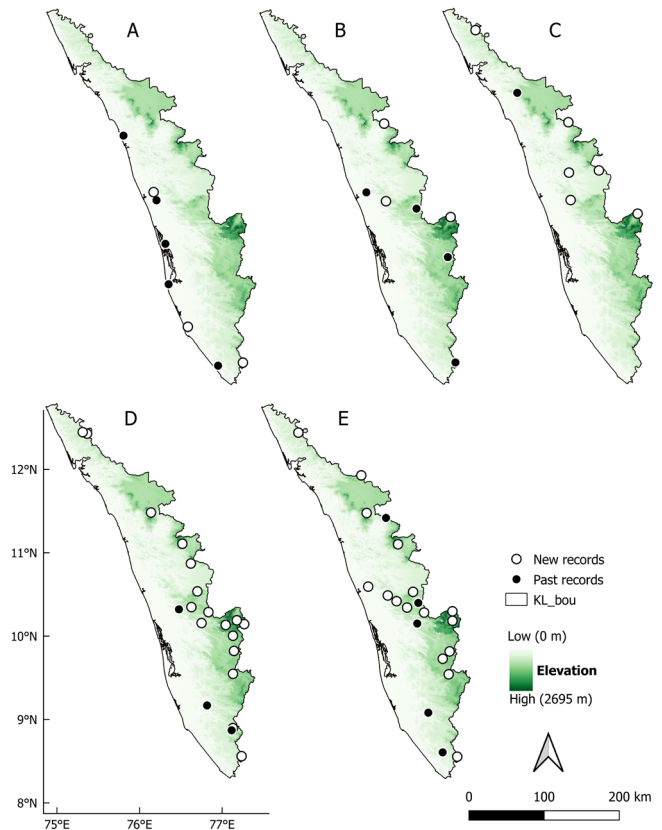 A
B
C
D
E
12°N
11°N
10°N
9°N
8°N
75°E 76°E 77°E
New records
Past records
KL_bou
Low (0 m)
Elevation
High (2695 m)
0 100 200 km